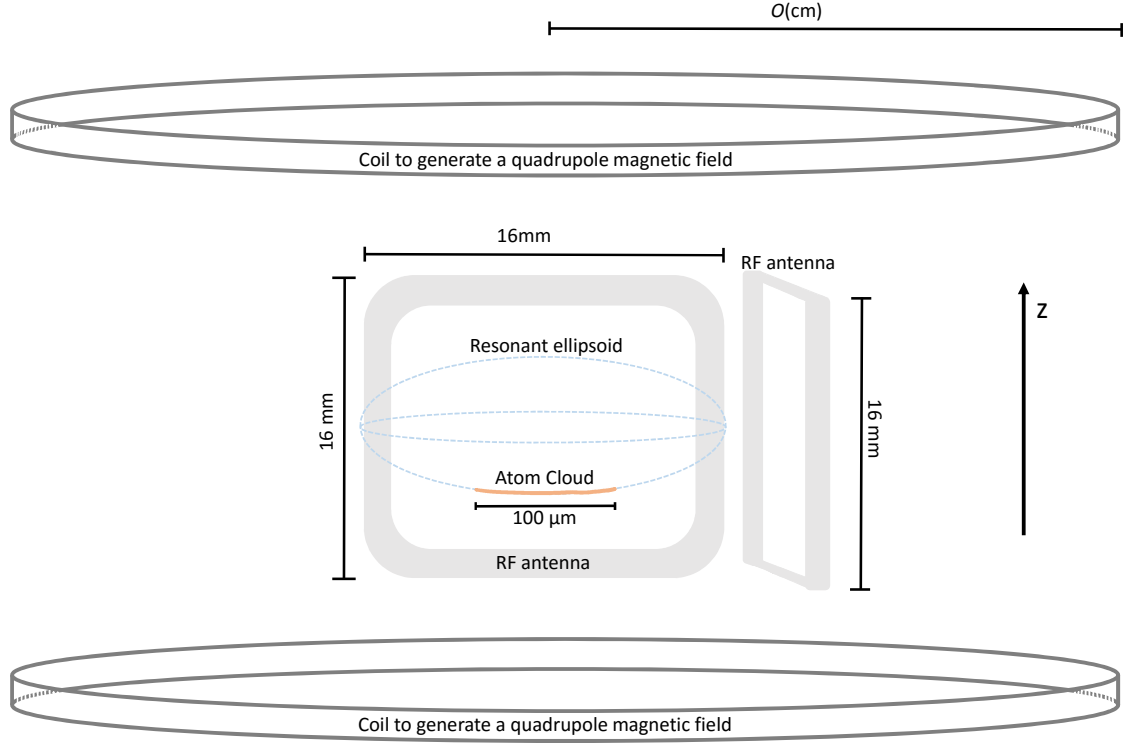 O(cm)
Coil to generate a quadrupole magnetic field
16mm
RF antenna
z
Resonant ellipsoid
16 mm
16 mm
Atom Cloud
100 µm
RF antenna
Coil to generate a quadrupole magnetic field